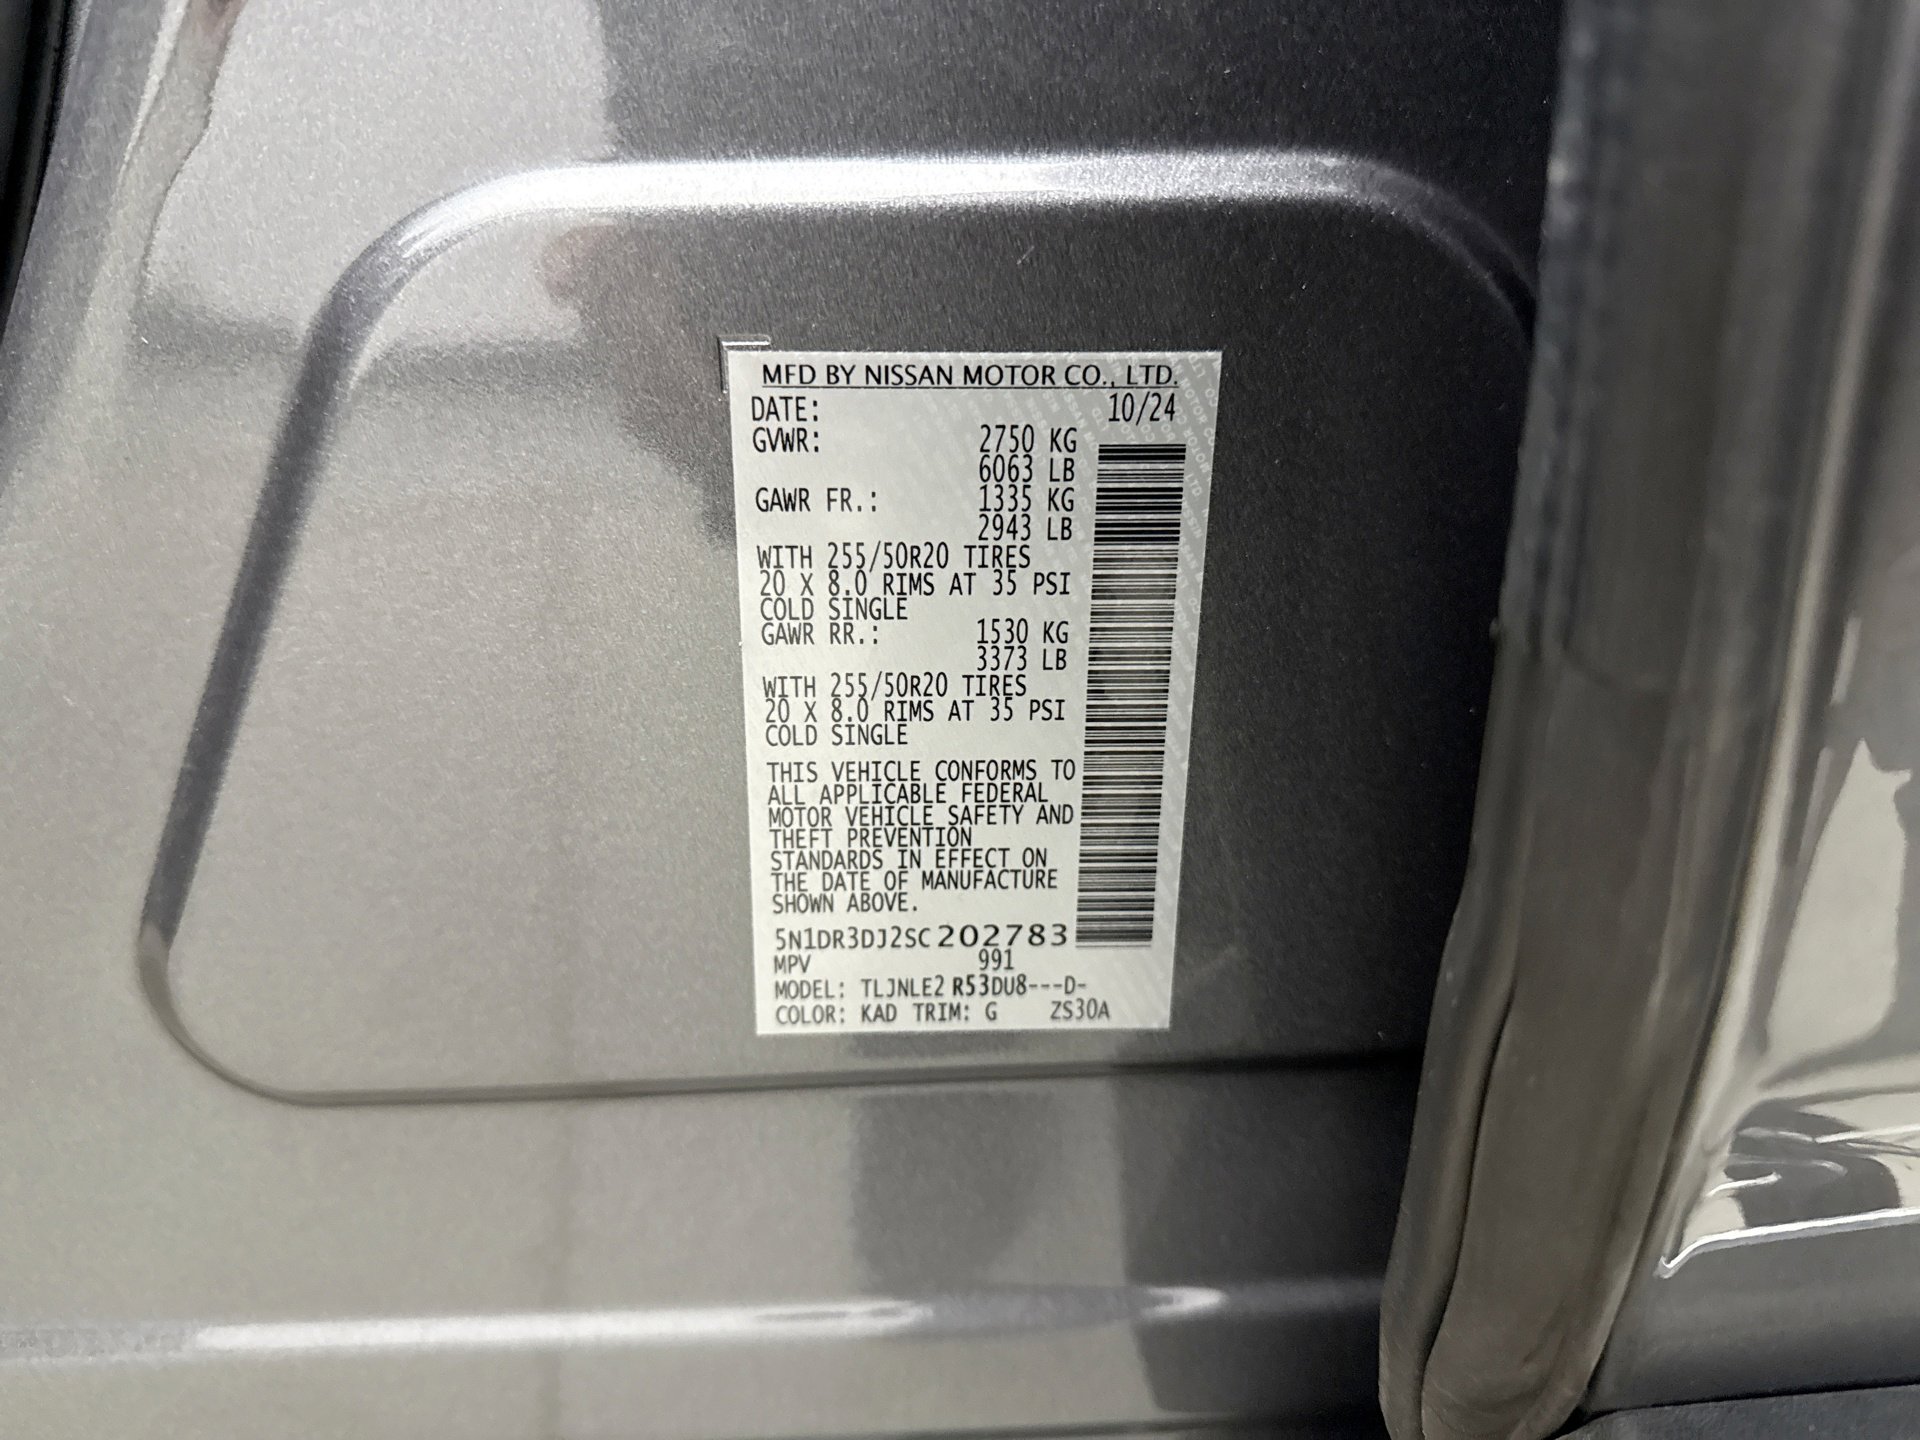 MFD BY NISSAN MOTOR CO., LTD.
DATE: 10/24
GVWR: 2750 KG
6063 LB
GAWR FR.: 1335 KG
2943 LB
WITH 255/50R20 TIRES
20 X 8.0 RIMS AT 35 PSI
COLD SINGLE
GAWR RR.: 1530 KG
3373 LB
WITH 255/50R20 TIRES
20 X 8.0 RIMS AT 35 PSI
COLD SINGLE
THIS VEHICLE CONFORMS TO
ALL APPLICABLE FEDERAL
MOTOR VEHICLE SAFETY AND
THEFT PREVENTION
STANDARDS IN EFFECT ON
THE DATE OF MANUFACTURE
SHOWN ABOVE.
5N1DR3DJ2SC202783
MPV 991
MODEL: TLJNLE2 R53DU8---D-
COLOR: KAD TRIM: G ZS30A